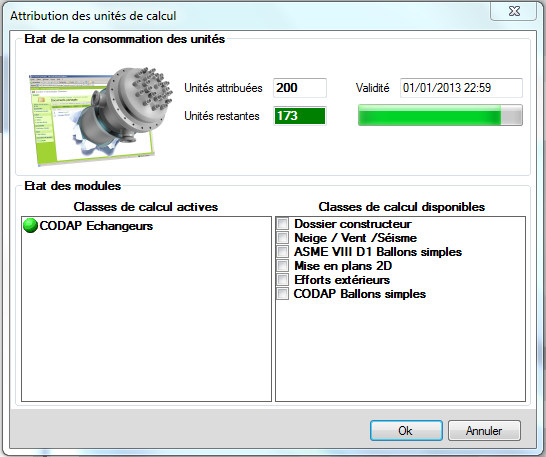 Attribution des unités de calcul
Etat de la consommation des unités
Unités attribuées 200 Validité 01/01/2013 22:59
Unités restantes 173
Etat des modules
Classes de calcul actives
CODAP Echangeurs
Classes de calcul disponibles
Dossier constructeur
Neige / Vent /Séisme
ASME VIII D1 Ballons simples
Mise en plans 2D
Efforts extérieurs
CODAP Ballons simples
Ok Annuler